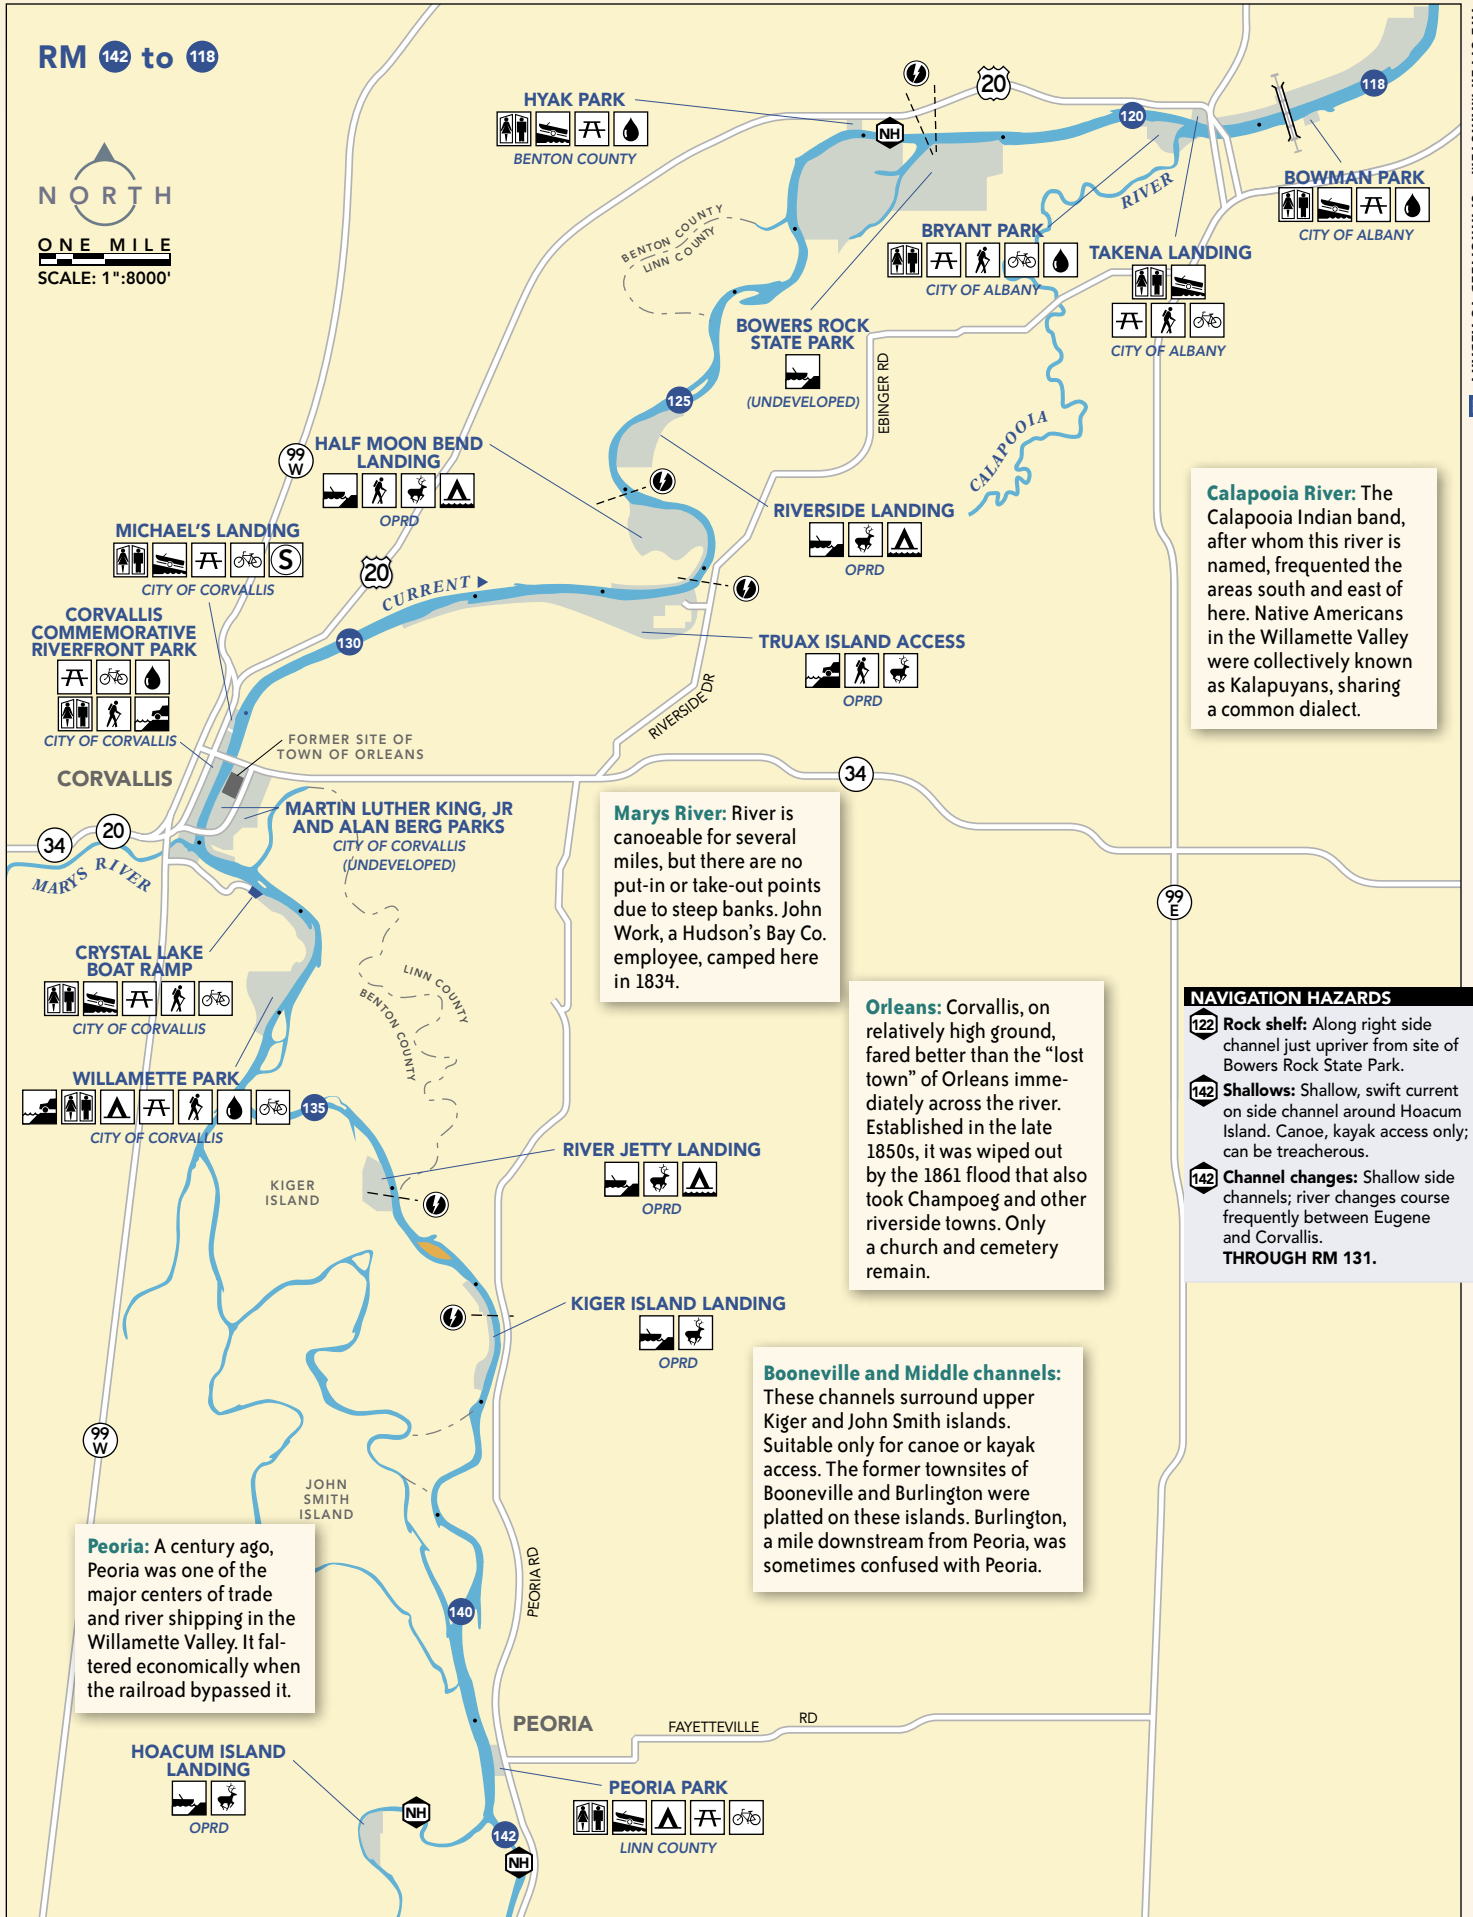 RM 142 to 118
NORTH
ONE MILE
SCALE: 1":8000'
HYAK PARK
BENTON COUNTY
NH
20
120
118
BOWMAN PARK
CITY OF ALBANY
RIVER
BRYANT PARK
CITY OF ALBANY
TAKENA LANDING
CITY OF ALBANY
BENTON COUNTY
LINN COUNTY
BOWERS ROCK
STATE PARK
(UNDEVELOPED)
EBINGER RD
CALAPOOIA
125
99
W
HALF MOON BEND
LANDING
OPRD
RIVERSIDE LANDING
OPRD
Calapooia River: The
Calapooia Indian band,
after whom this river is
named, frequented the
areas south and east of
here. Native Americans
in the Willamette Valley
were collectively known
as Kalapuyans, sharing
a common dialect.
MICHAEL'S LANDING
S
CITY OF CORVALLIS
20
CURRENT
130
CORVALLIS
COMMEMORATIVE
RIVERFRONT PARK
CITY OF CORVALLIS
TRUAX ISLAND ACCESS
OPRD
RIVERSIDE DR
FORMER SITE OF
TOWN OF ORLEANS
CORVALLIS
34
MARTIN LUTHER KING, JR
AND ALAN BERG PARKS
CITY OF CORVALLIS
(UNDEVELOPED)
34
20
MARYS RIVER
Marys River: River is
canoeable for several
miles, but there are no
put-in or take-out points
due to steep banks. John
Work, a Hudson's Bay Co.
employee, camped here
in 1834.
99
E
CRYSTAL LAKE
BOAT RAMP
CITY OF CORVALLIS
LINN COUNTY
BENTON COUNTY
Orleans: Corvallis, on
relatively high ground,
fared better than the “lost
town” of Orleans imme-
diately across the river.
Established in the late
1850s, it was wiped out
by the 1861 flood that also
took Champoeg and other
riverside towns. Only
a church and cemetery
remain.
NAVIGATION HAZARDS
122 Rock shelf: Along right side
channel just upriver from site of
Bowers Rock State Park.
142 Shallows: Shallow, swift current
on side channel around Hoacum
Island. Canoe, kayak access only;
can be treacherous.
142 Channel changes: Shallow side
channels; river changes course
frequently between Eugene
and Corvallis.
THROUGH RM 131.
WILLAMETTE PARK
CITY OF CORVALLIS
135
RIVER JETTY LANDING
OPRD
KIGER
ISLAND
KIGER ISLAND LANDING
OPRD
Booneville and Middle channels:
These channels surround upper
Kiger and John Smith islands.
Suitable only for canoe or kayak
access. The former townsites of
Booneville and Burlington were
platted on these islands. Burlington,
a mile downstream from Peoria, was
sometimes confused with Peoria.
99
W
JOHN
SMITH
ISLAND
Peoria: A century ago,
Peoria was one of the
major centers of trade
and river shipping in the
Willamette Valley. It fal-
tered economically when
the railroad bypassed it.
PEORIA RD
140
PEORIA
FAYETTEVILLE RD
HOACUM ISLAND
LANDING
OPRD
NH
PEORIA PARK
LINN COUNTY
142
NH